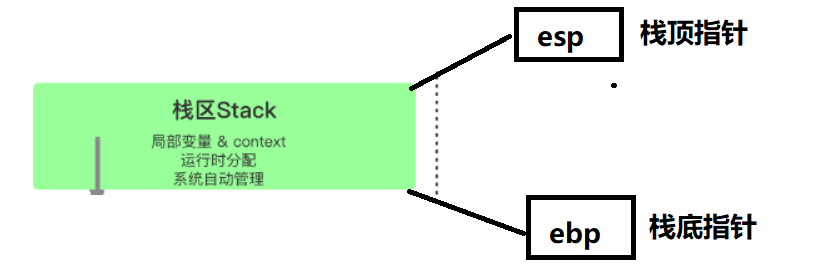 esp 栈顶指针
栈区Stack
局部变量 & context
运行时分配
系统自动管理
ebp 栈底指针